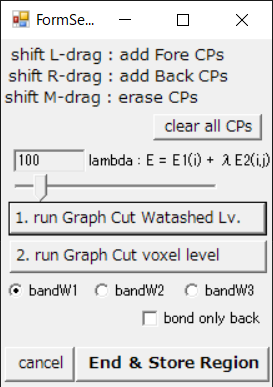 FormSe...
shift L-drag : add Fore CPs
shift R-drag : add Back CPs
shift M-drag : erase CPs
clear all CPs
100 lambda : E = E1(i) + λE2(i,j)
1. run Graph Cut Watashed Lv.
2. run Graph Cut voxel level
bandW1 bandW2 bandW3
bond only back
cancel End & Store Region